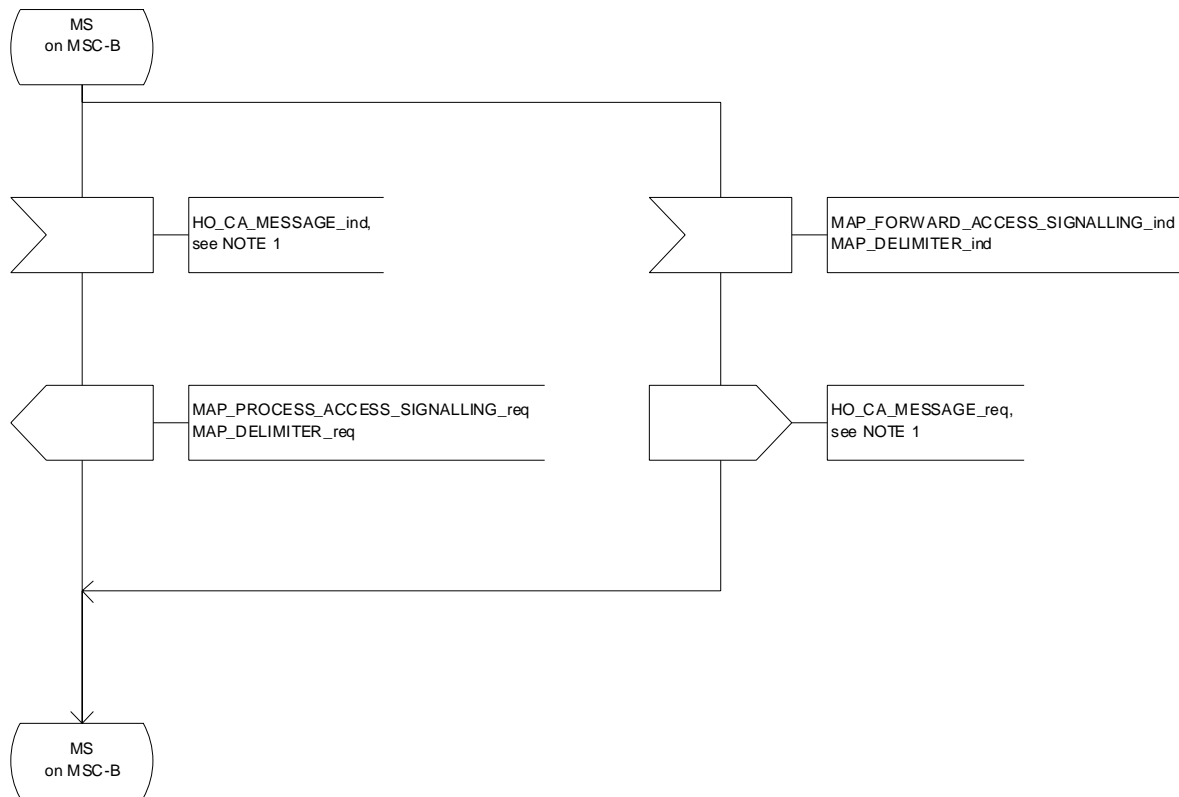 MS
on MSC-B
HO_CA_MESSAGE_ind,
see NOTE 1
MAP_FORWARD_ACCESS_SIGNALLING_ind
MAP_DELIMITER_ind
MAP_PROCESS_ACCESS_SIGNALLING_req
MAP_DELIMITER_req
HO_CA_MESSAGE_req,
see NOTE 1
MS
on MSC-B